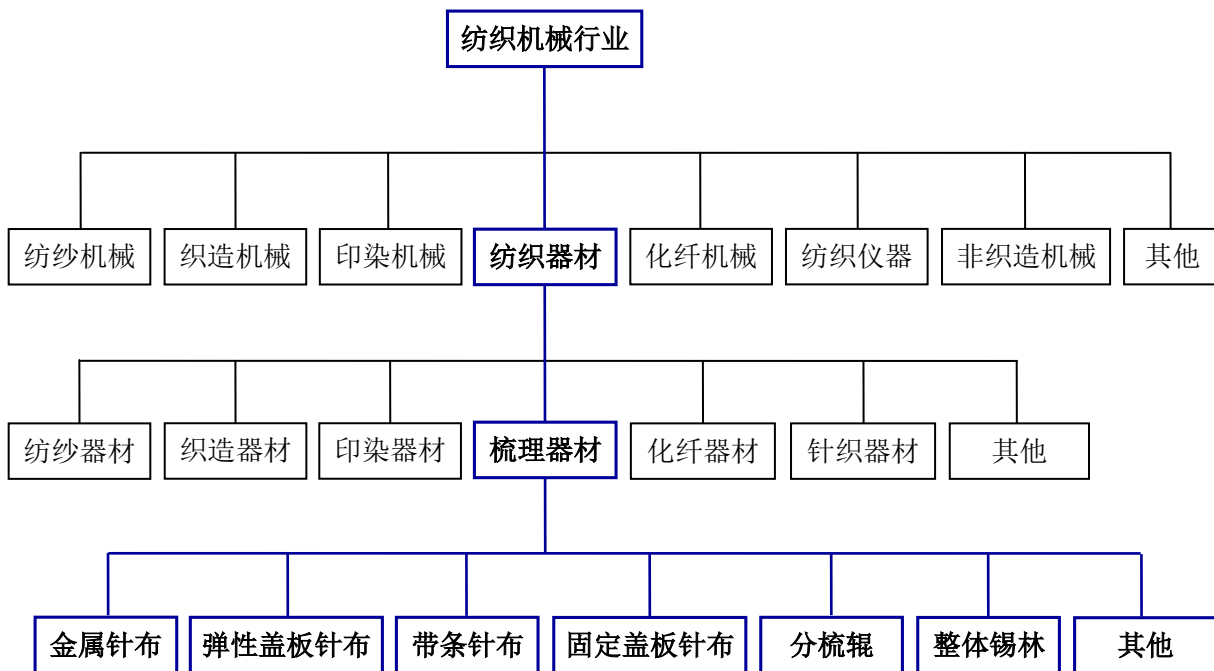 纺织机械行业
纺纱机械 织造机械 印染机械 纺织器材 化纤机械 纺织仪器 非织造机械 其他
纺纱器材 织造器材 印染器材 梳理器材 化纤器材 针织器材 其他
金属针布 弹性盖板针布 带条针布 固定盖板针布 分梳辊 整体锡林 其他